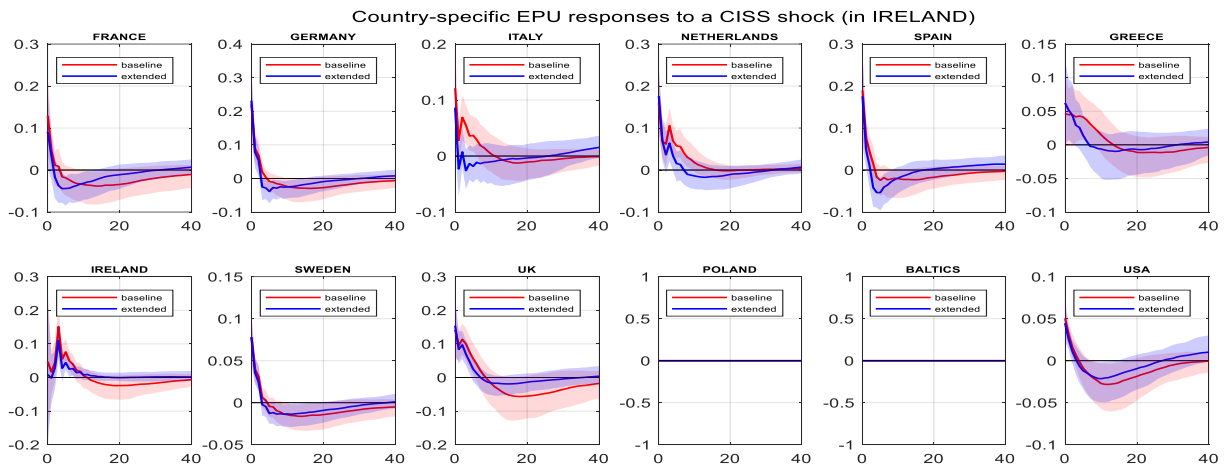 Country-specific EPU responses to a CISS shock (in IRELAND)
FRANCE
baseline
extended
0.3
0.2
0.1
0
-0.1
0
20
40
GERMANY
baseline
extended
0.4
0.3
0.2
0.1
0
-0.1
0
20
40
ITALY
baseline
extended
0.2
0.1
0
-0.1
0
20
40
NETHERLANDS
baseline
extended
0.3
0.2
0.1
0
-0.1
0
20
40
SPAIN
baseline
extended
0.3
0.2
0.1
0
-0.1
0
20
40
GREECE
baseline
extended
0.15
0.1
0.05
0
-0.05
-0.1
0
20
40
IRELAND
baseline
extended
0.3
0.2
0.1
0
-0.1
-0.2
0
20
40
SWEDEN
baseline
extended
0.15
0.1
0.05
0
-0.05
0
20
40
UK
baseline
extended
0.3
0.2
0.1
0
-0.1
-0.2
0
20
40
POLAND
baseline
extended
1
0.5
0
-0.5
-1
0
20
40
BALTICS
baseline
extended
1
0.5
0
-0.5
-1
0
20
40
USA
baseline
extended
0.1
0.05
0
-0.05
-0.1
0
20
40